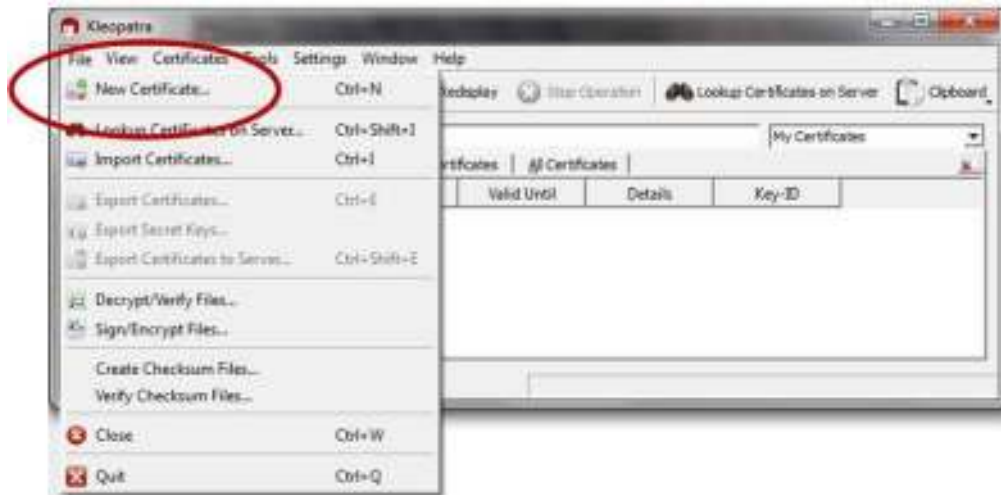 Kleopatra
File View Certificates Tools Settings Window Help
New Certificate... Ctrl+N
Redisplay Stop Operation Lookup Certificates on Server Clipboard
Lookup Certificates on Server... Ctrl+Shift+I
My Certificates
Import Certificates... Ctrl+I
rtificates All Certificates
Export Certificates... Ctrl+E
Valid Until Details Key-ID
Export Secret Keys...
Export Certificates to Server... Ctrl+Shift+E
Decrypt/Verify Files...
Sign/Encrypt Files...
Create Checksum Files...
Verify Checksum Files...
Close Ctrl+W
Quit Ctrl+Q